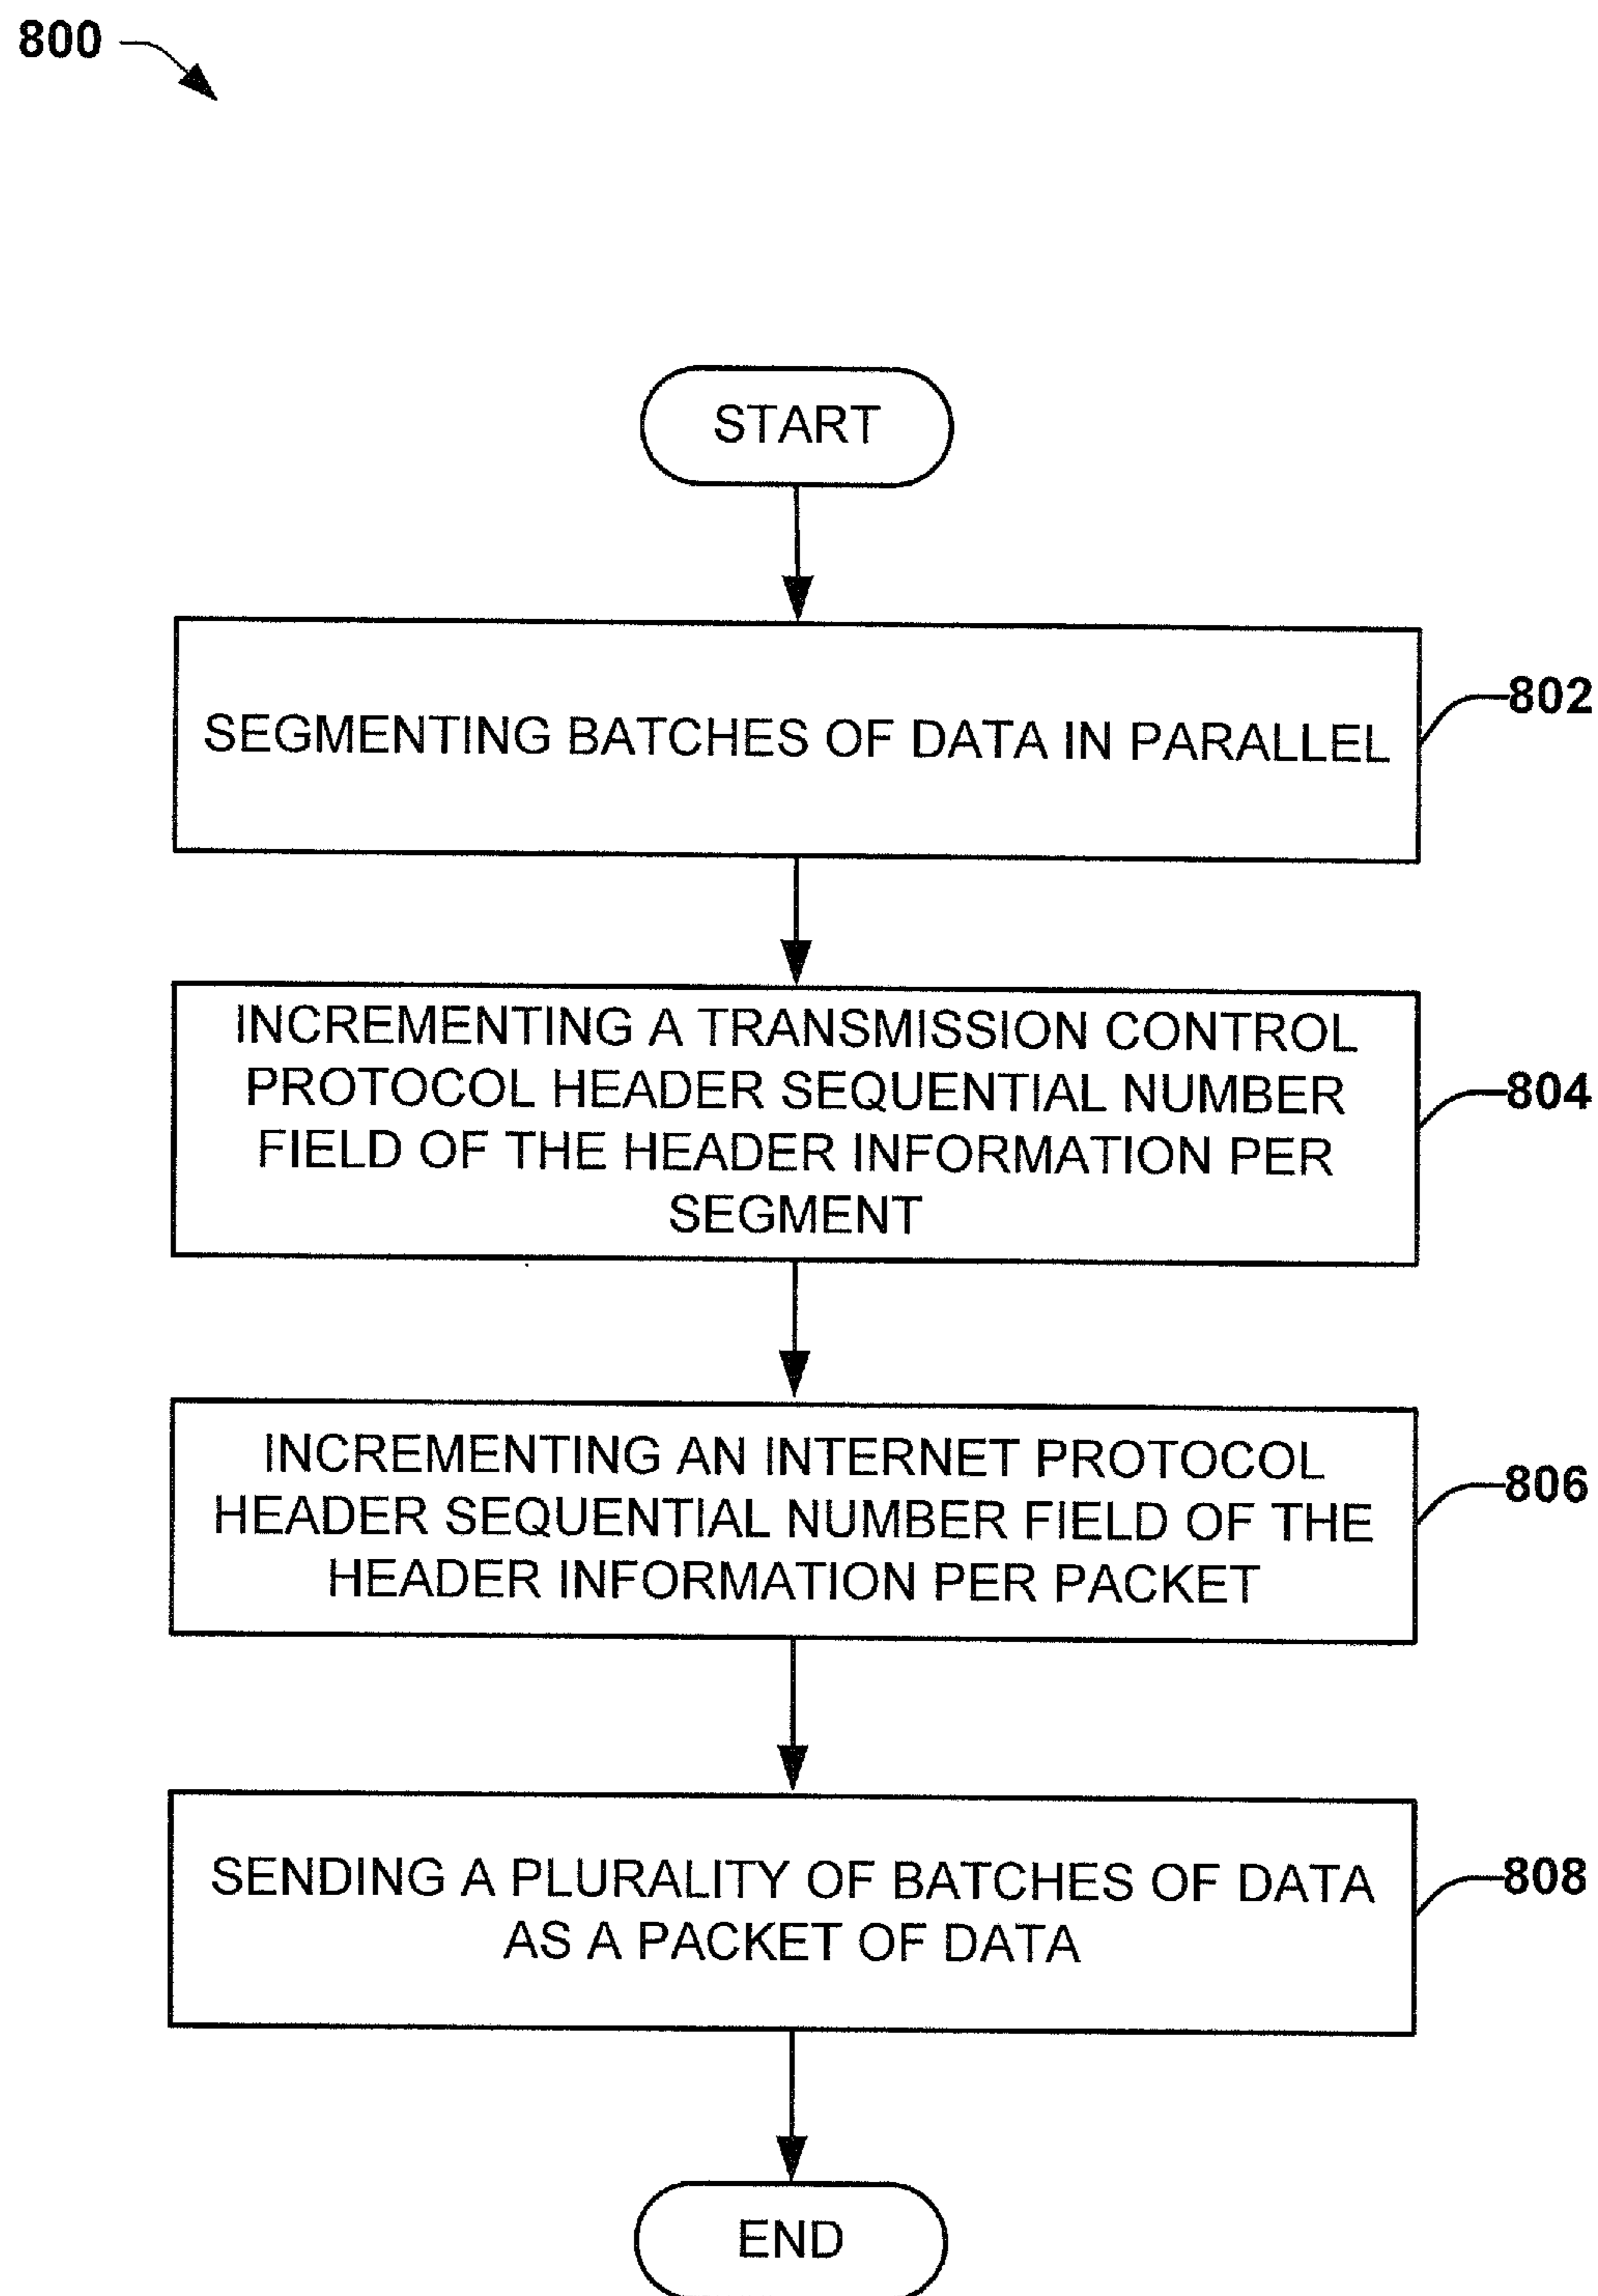 800
START
SEGMENTING BATCHES OF DATA IN PARALLEL
802
INCREMENTING A TRANSMISSION CONTROL
PROTOCOL HEADER SEQUENTIAL NUMBER
FIELD OF THE HEADER INFORMATION PER
SEGMENT
804
INCREMENTING AN INTERNET PROTOCOL
HEADER SEQUENTIAL NUMBER FIELD OF THE
HEADER INFORMATION PER PACKET
806
SENDING A PLURALITY OF BATCHES OF DATA
AS A PACKET OF DATA
808
END